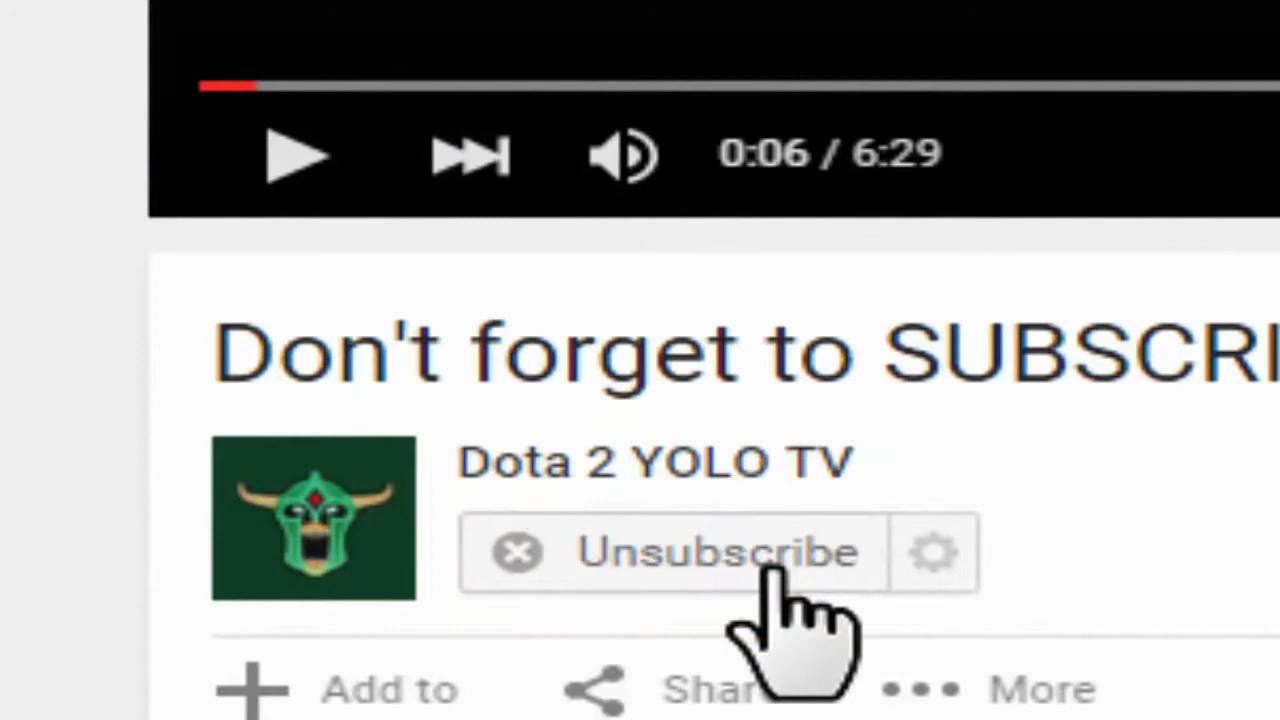 0:06 / 6:29
Don't forget to SUBSCRI
Dota 2 YOLO TV
Unsubscribe
Add to Shar More